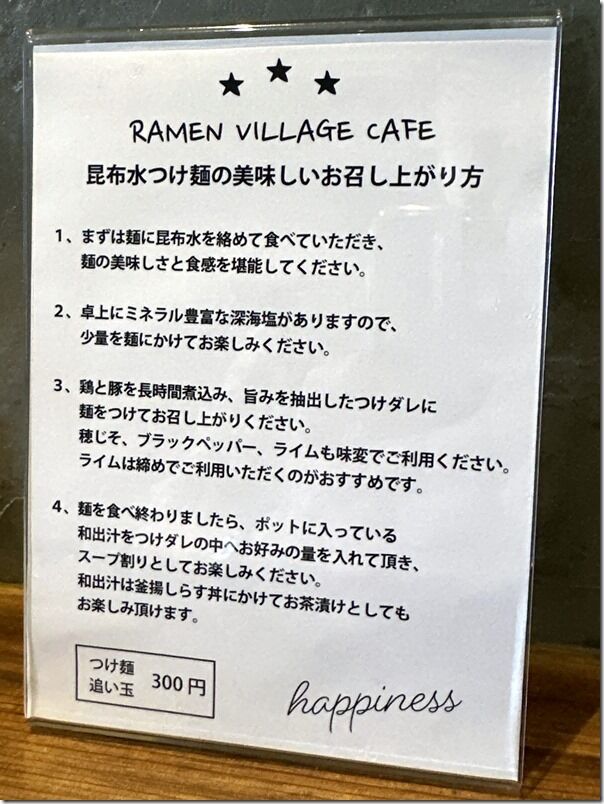 ★ ★ ★
RAMEN VILLAGE CAFE
昆布水つけ麺の美味しいお召し上がり方
1、まずは麺に昆布水を絡めて食べていただき、
麺の美味しさと食感を堪能してください。
2、卓上にミネラル豊富な深海塩がありますので、
少量を麺にかけてお楽しみください。
3、鶏と豚を長時間煮込み、旨みを抽出したつけダレに
麺をつけてお召し上がりください。
穂じそ、ブラックペッパー、ライムも味変でご利用ください。
ライムは締めでご利用いただくのがおすすめです。
4、麺を食べ終わりましたら、ポットに入っている
和出汁をつけダレの中へお好みの量を入れて頂き、
スープ割りとしてお楽しみください。
和出汁は釜揚しらす丼にかけてお茶漬けとしても
お楽しみ頂けます。
つけ麺
追い玉 300円
happiness